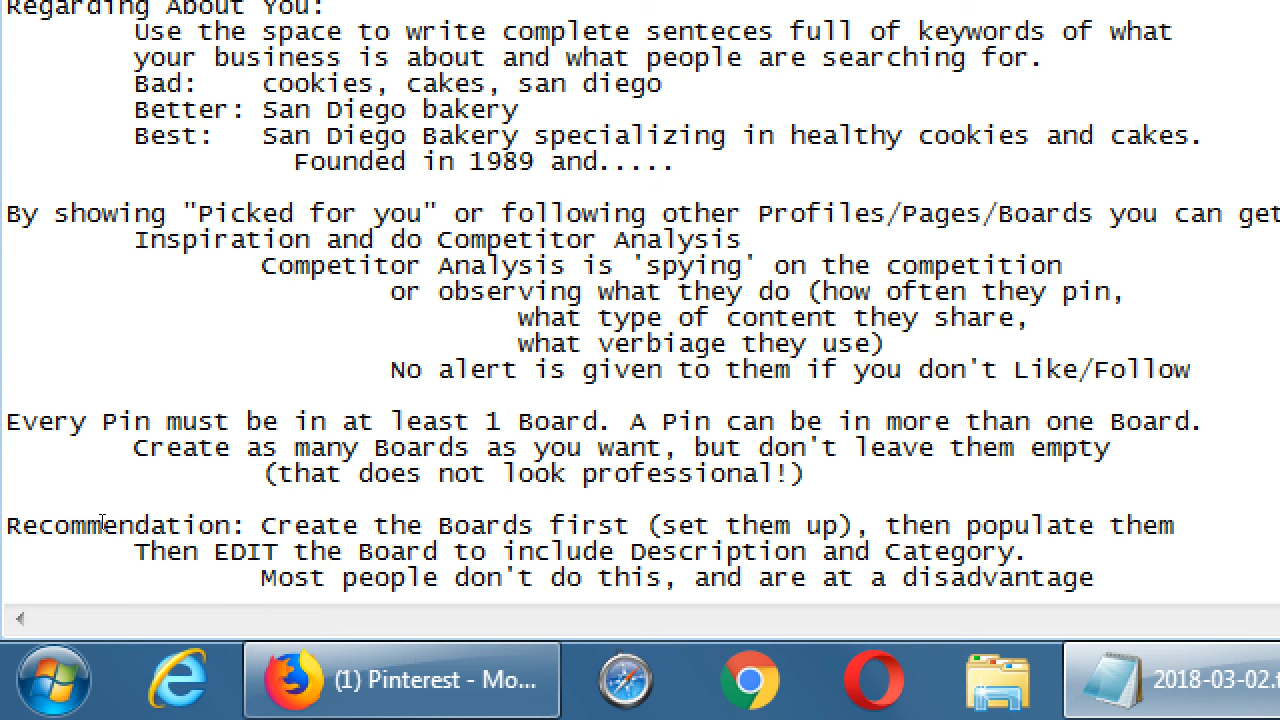 Regarding About You:
Use the space to write complete senteces full of keywords of what
your business is about and what people are searching for.
Bad: cookies, cakes, san diego
Better: San Diego bakery
Best: San Diego Bakery specializing in healthy cookies and cakes.
Founded in 1989 and.....
By showing "Picked for you" or following other Profiles/Pages/Boards you can get
Inspiration and do Competitor Analysis
Competitor Analysis is 'spying' on the competition
or observing what they do (how often they pin,
what type of content they share,
what verbiage they use)
No alert is given to them if you don't Like/Follow
Every Pin must be in at least 1 Board. A Pin can be in more than one Board.
Create as many Boards as you want, but don't leave them empty
(that does not look professional!)
Recommendation: Create the Boards first (set them up), then populate them
Then EDIT the Board to include Description and Category.
Most people don't do this, and are at a disadvantage
(1) Pinterest - Mo... 2018-03-02.t